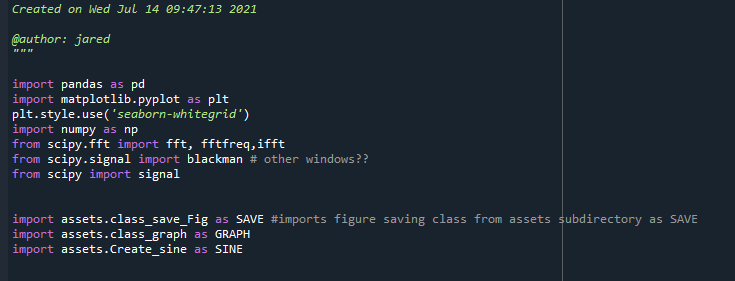 Created on Wed Jul 14 09:47:13 2021
@author: jared
"""
import pandas as pd
import matplotlib.pyplot as plt
plt.style.use('seaborn-whitegrid')
import numpy as np
from scipy.fft import fft, fftfreq,ifft
from scipy.signal import blackman # other windows??
from scipy import signal
import assets.class_save_Fig as SAVE #imports figure saving class from assets subdirectory as SAVE
import assets.class_graph as GRAPH
import assets.Create_sine as SINE